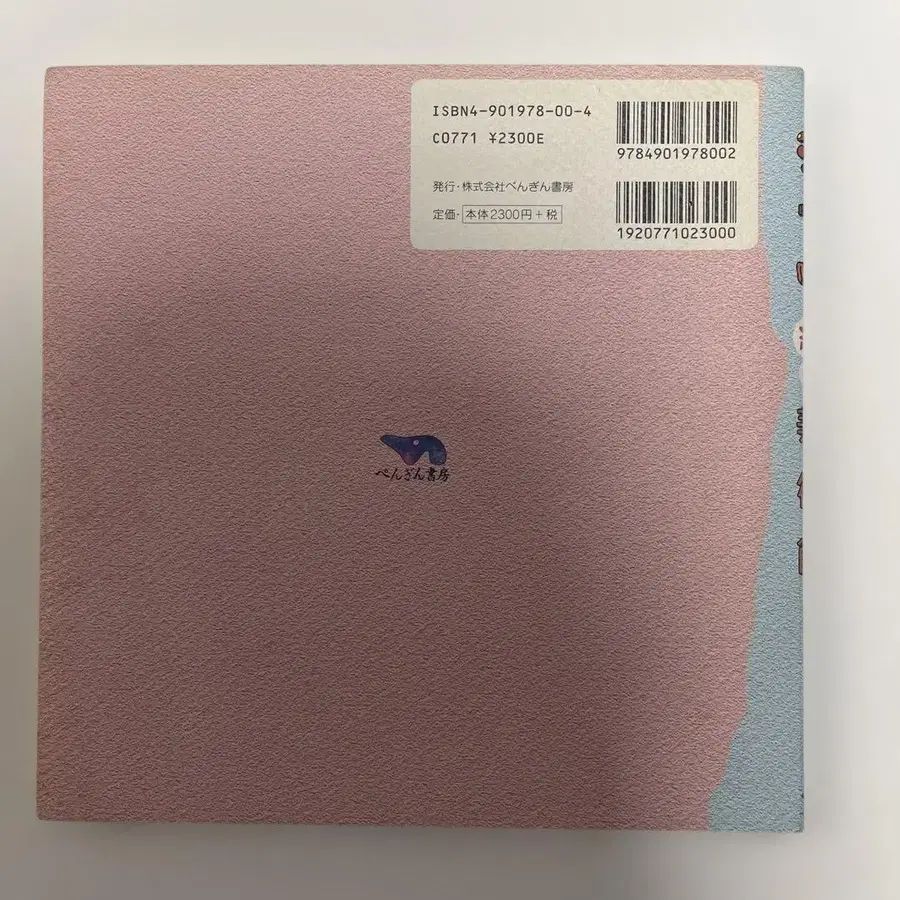 ISBN4-901978-00-4
C0771 ¥2300E
9784901978002
発行・株式会社ぺんぎん書房
定価・本体2300円+税
1920771023000
ぺんぎん書房